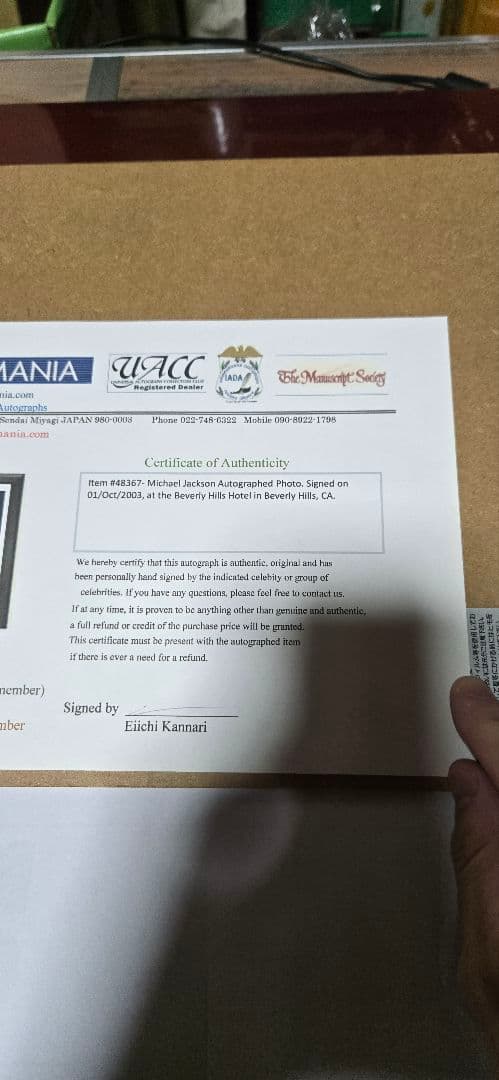 MANIA
UACC
UNIVERSAL AUTOGRAPH COLLECTORS CLUB
Registered Dealer
IADA
The Manuscript Society
nia.com
Autographs
Sendai Miyagi JAPAN 980-0003 Phone 022-748-6322 Mobile 090-8922-1798
mania.com
Certificate of Authenticity
Item #48367- Michael Jackson Autographed Photo. Signed on
01/Oct/2003, at the Beverly Hills Hotel in Beverly Hills, CA.
We hereby certify that this autograph is authentic, original and has
been personally hand signed by the indicated celebity or group of
celebrities. If you have any questions, please feel free to contact us.
If at any time, it is proven to be anything other than genuine and authentic,
a full refund or credit of the purchase price will be granted.
This certificate must be present with the autographed item
if there is ever a need for a refund.
member)
Signed by
mber
Eiichi Kannari